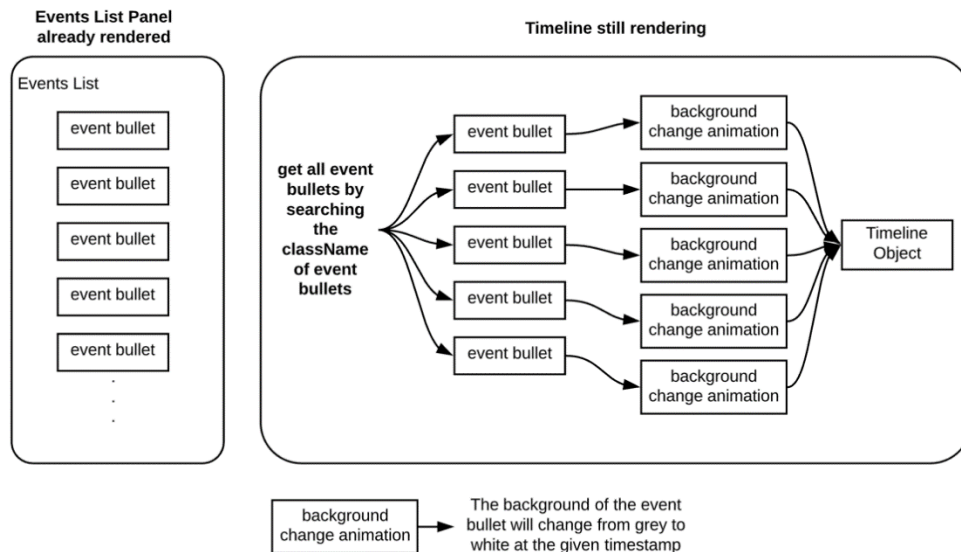 Events List Panel
already rendered
Events List
event bullet
event bullet
event bullet
event bullet
event bullet
.
.
.
Timeline still rendering
get all event
bullets by
searching
the
className
of event
bullets
event bullet
event bullet
event bullet
event bullet
event bullet
background
change animation
background
change animation
background
change animation
background
change animation
background
change animation
Timeline
Object
background
change animation
The background of the event
bullet will change from grey to
white at the given timestamp